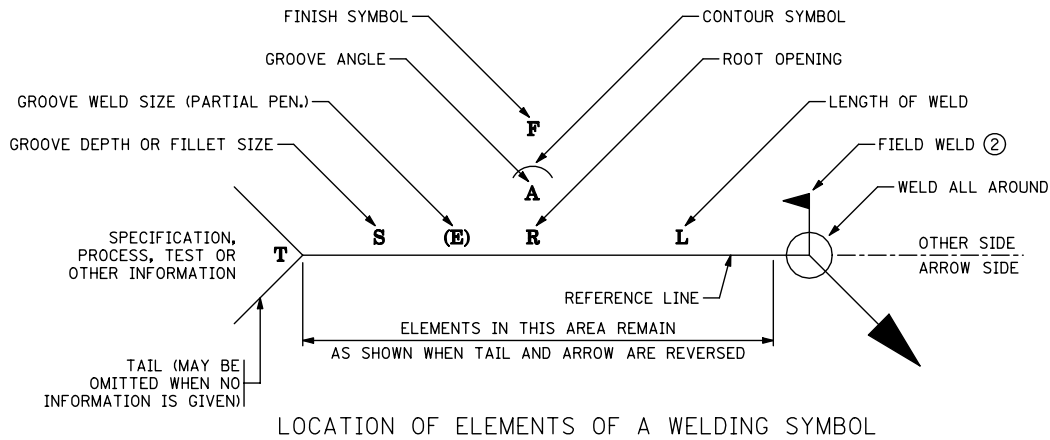 FINISH SYMBOL
CONTOUR SYMBOL
GROOVE ANGLE
ROOT OPENING
GROOVE WELD SIZE (PARTIAL PEN.)
LENGTH OF WELD
F
GROOVE DEPTH OR FILLET SIZE
FIELD WELD ②
A
WELD ALL AROUND
SPECIFICATION,
PROCESS, TEST OR
OTHER INFORMATION
T
S
(E)
R
L
OTHER SIDE
ARROW SIDE
REFERENCE LINE
ELEMENTS IN THIS AREA REMAIN
AS SHOWN WHEN TAIL AND ARROW ARE REVERSED
TAIL (MAY BE
OMITTED WHEN NO
INFORMATION IS GIVEN)
LOCATION OF ELEMENTS OF A WELDING SYMBOL